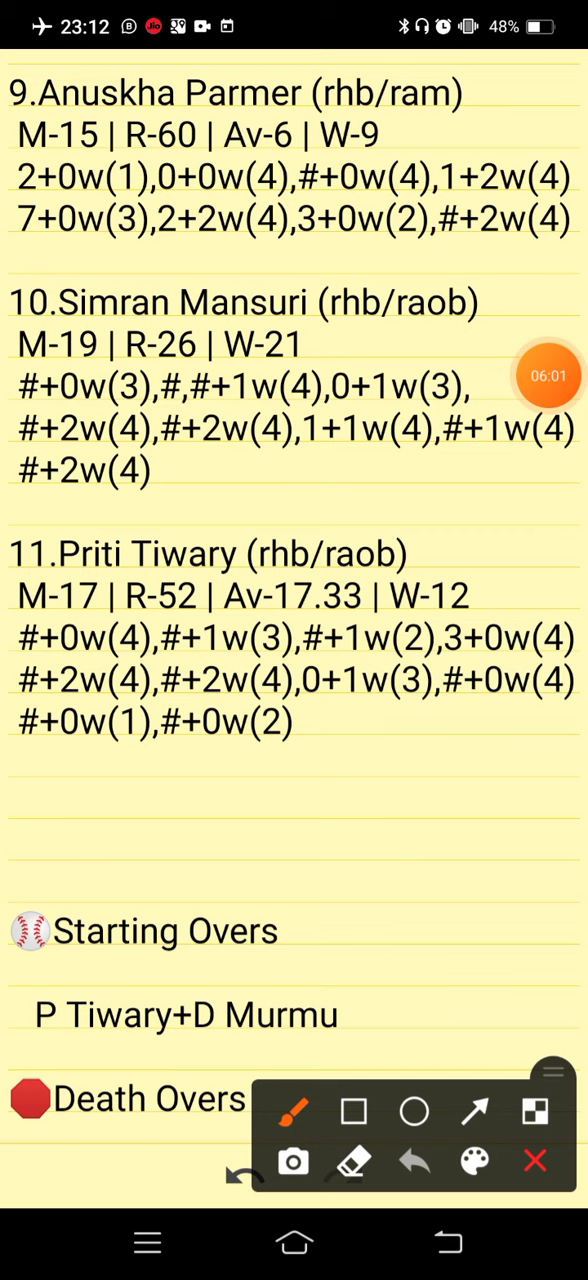 23:12
Jio
48%
9.Anuskha Parmer (rhb/ram)
M-15 | R-60 | Av-6 | W-9
2+0w(1),0+0w(4),#+0w(4),1+2w(4)
7+0w(3),2+2w(4),3+0w(2),#+2w(4)
10.Simran Mansuri (rhb/raob)
M-19 | R-26 | W-21
#+0w(3),#,#+1w(4),0+1w(3),
06:01
#+2w(4),#+2w(4),1+1w(4),#+1w(4)
#+2w(4)
11.Priti Tiwary (rhb/raob)
M-17 | R-52 | Av-17.33 | W-12
#+0w(4),#+1w(3),#+1w(2),3+0w(4)
#+2w(4),#+2w(4),0+1w(3),#+0w(4)
#+0w(1),#+0w(2)
Starting Overs
P Tiwary+D Murmu
Death Overs